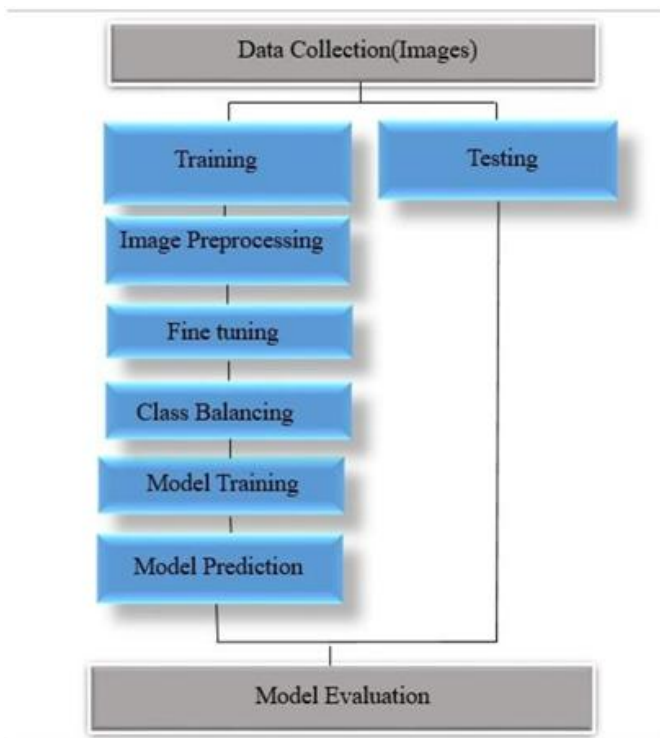 Data Collection(Images)
Training
Testing
Image Preprocessing
Fine tuning
Class Balancing
Model Training
Model Prediction
Model Evaluation